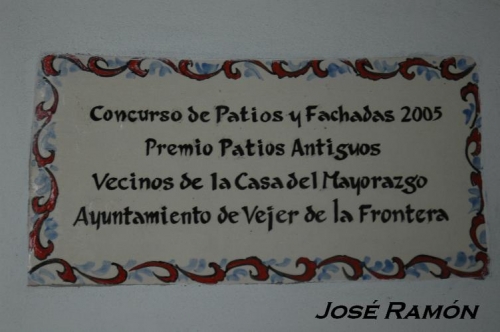 Concurso de Patios y Fachadas 2005
Premio Patios Antiguos
Vecinos de la Casa del Mayorazgo
Ayuntamiento de Vejer de la Frontera
José Ramón